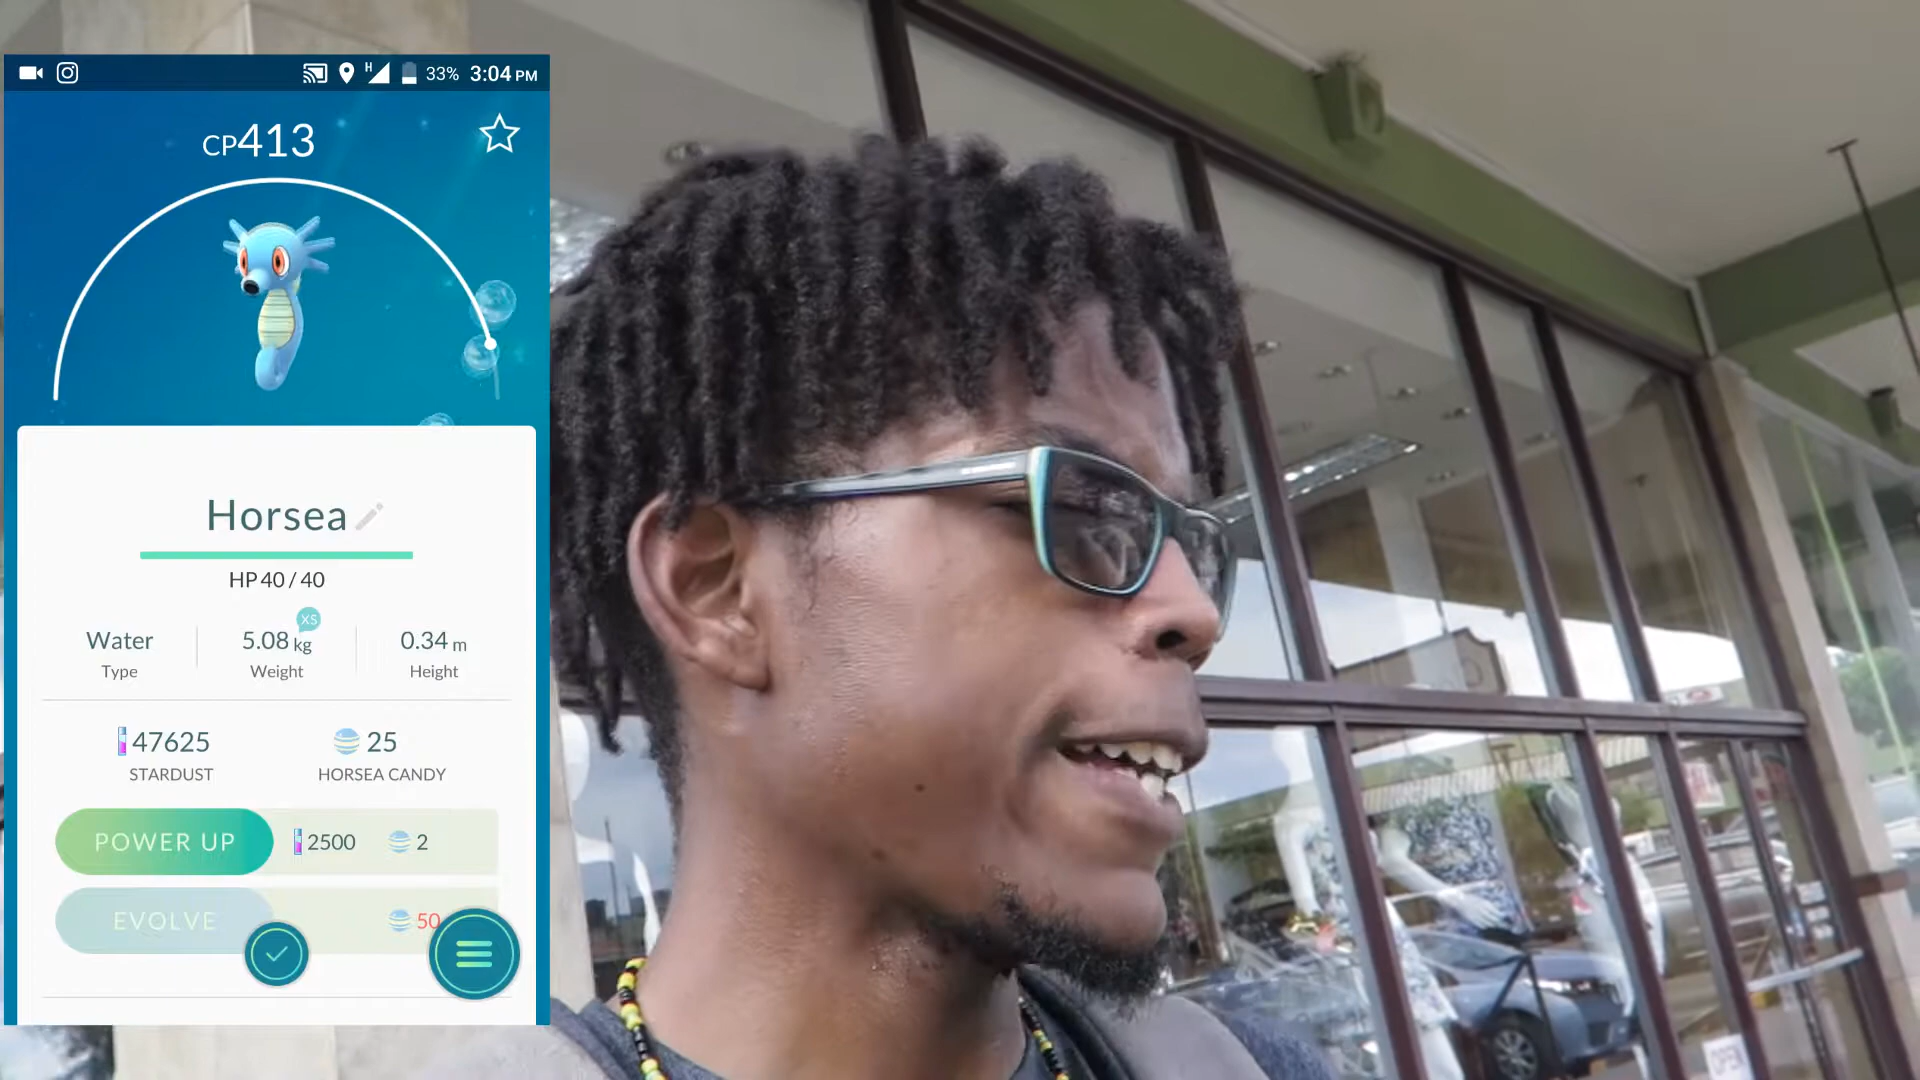 H 33% 3:04 PM
CP413
Horsea
HP 40 / 40
XS
Water 5.08 kg 0.34 m
Type Weight Height
47625 25
STARDUST HORSEA CANDY
POWER UP 2500 2
EVOLVE 50
OPEN